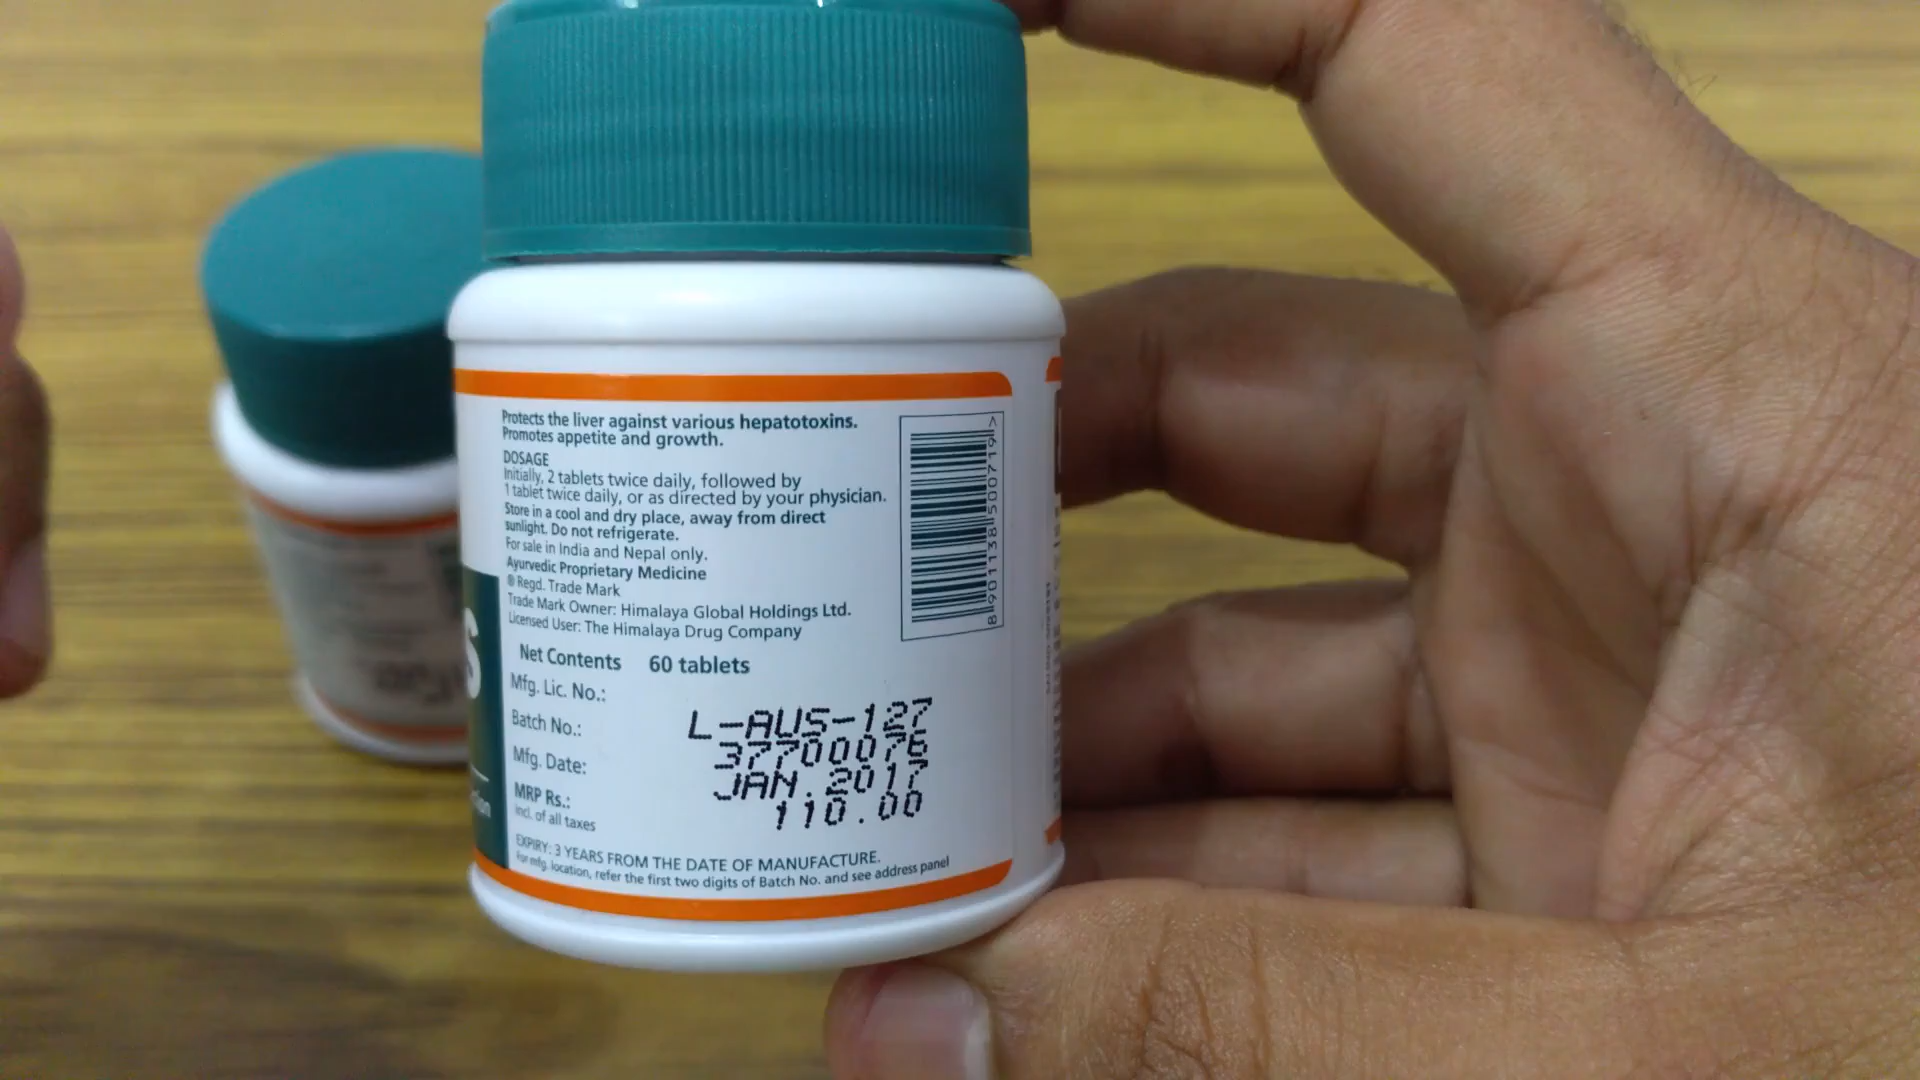 Protects the liver against various hepatotoxins.
Promotes appetite and growth.
DOSAGE
Initially, 2 tablets twice daily, followed by
1 tablet twice daily, or as directed by your physician.
Store in a cool and dry place, away from direct
sunlight. Do not refrigerate.
For sale in India and Nepal only.
Ayurvedic Proprietary Medicine
® Regd. Trade Mark
Trade Mark Owner: Himalaya Global Holdings Ltd.
Licensed User: The Himalaya Drug Company
Net Contents 60 tablets
Mfg. Lic. No.: L-AUS-127
Batch No.: 37700076
Mfg. Date: JAN.2017
MRP Rs.: 110.00
incl. of all taxes
EXPIRY: 3 YEARS FROM THE DATE OF MANUFACTURE.
For mfg. location, refer the first two digits of Batch No. and see address panel
8 901138 500719 >
S